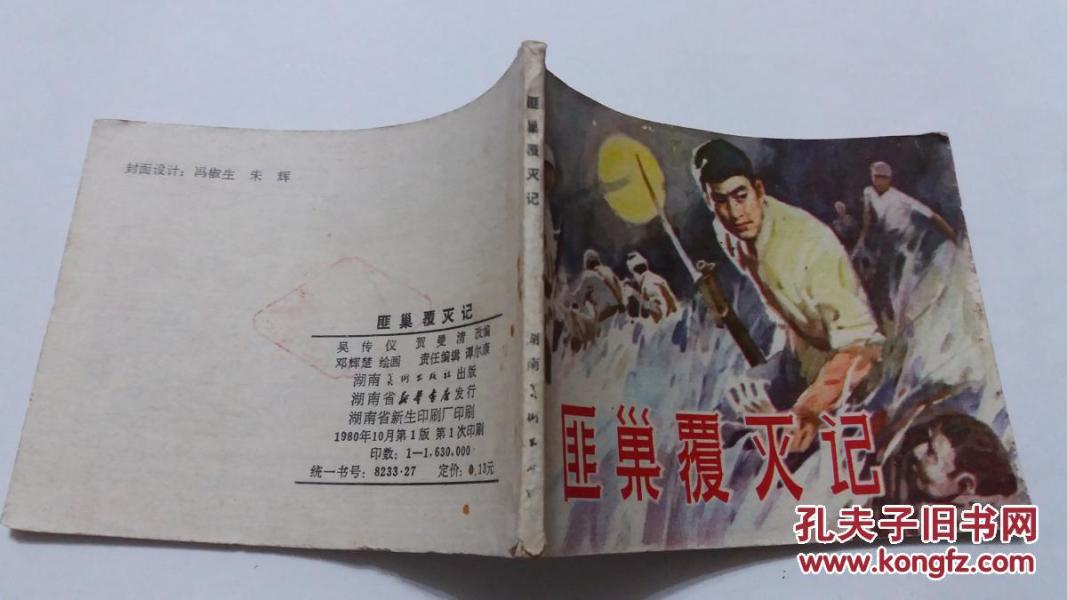 封面设计：冯椒生 朱 辉
匪巢覆灭记
吴传仪 贺曼清 改编
邓辉楚 绘画 责任编辑 谭尔康
湖南美术出版社出版
湖南省新华书店发行
湖南省新生印刷厂印刷
1980年10月第1版 第1次印刷
印数：1—1,630,000
统一书号：8233·27 定价：0.13元
匪巢覆灭记
湖南美术出
匪巢覆灭记
孔夫子旧书网
www.kongfz.com